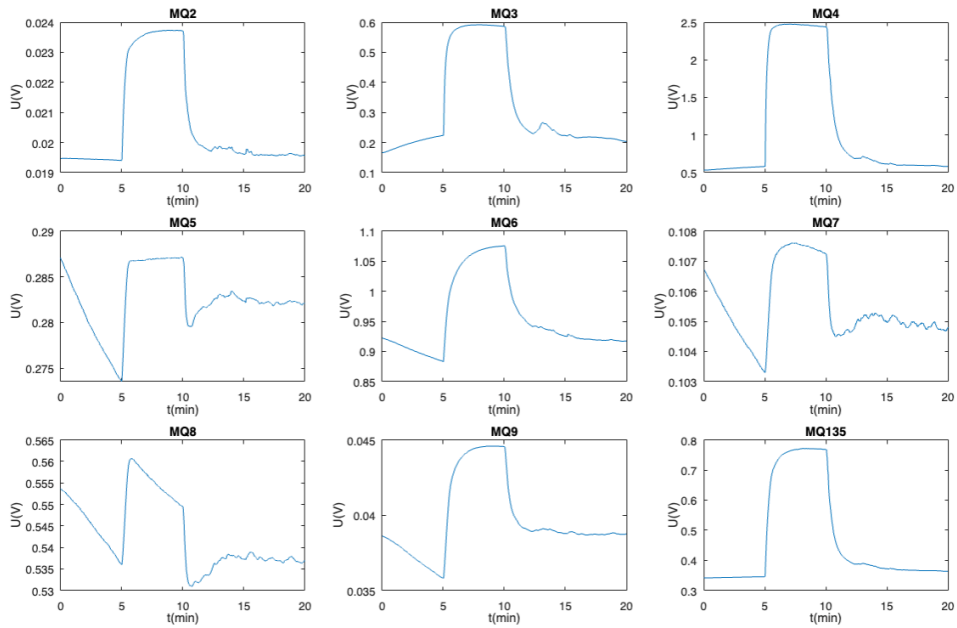 MQ2
MQ3
MQ4
0.024
0.023
0.022
0.021
0.02
0.019
U(V)
0 5 10 15 20
t(min)
0.6
0.5
0.4
0.3
0.2
0.1
U(V)
0 5 10 15 20
t(min)
2.5
2
1.5
1
0.5
U(V)
0 5 10 15 20
t(min)
MQ5
MQ6
MQ7
0.29
0.285
0.28
0.275
U(V)
0 5 10 15 20
t(min)
1.1
1.05
1
0.95
0.9
0.85
U(V)
0 5 10 15 20
t(min)
0.108
0.107
0.106
0.105
0.104
0.103
U(V)
0 5 10 15 20
t(min)
MQ8
MQ9
MQ135
0.565
0.56
0.555
0.55
0.545
0.54
0.535
0.53
U(V)
0 5 10 15 20
t(min)
0.045
0.04
0.035
U(V)
0 5 10 15 20
t(min)
0.8
0.7
0.6
0.5
0.4
0.3
U(V)
0 5 10 15 20
t(min)